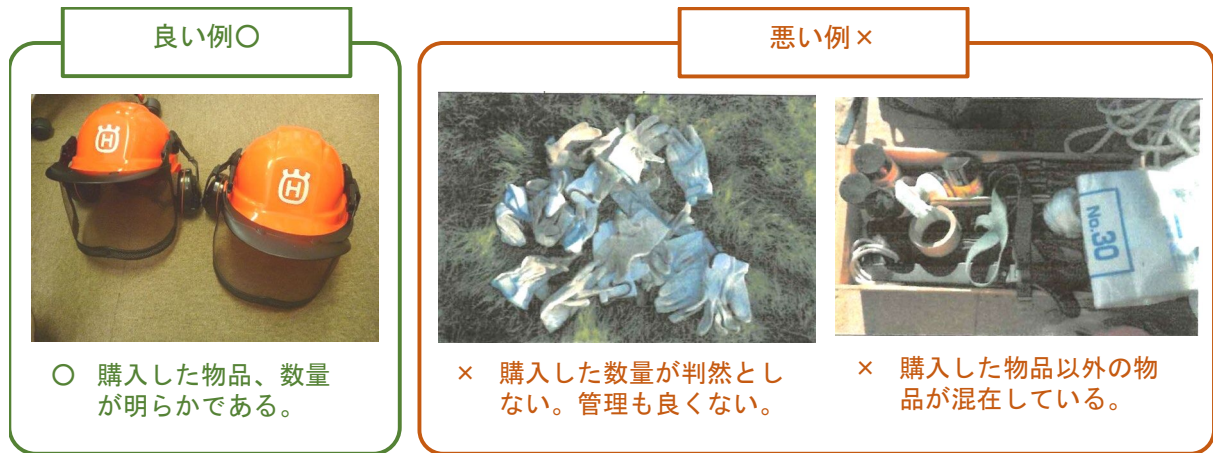 良い例〇
悪い例×
H
H
No.30
〇 購入した物品、数量
が明らかである。
× 購入した数量が判然とし
ない。管理も良くない。
× 購入した物品以外の物
品が混在している。